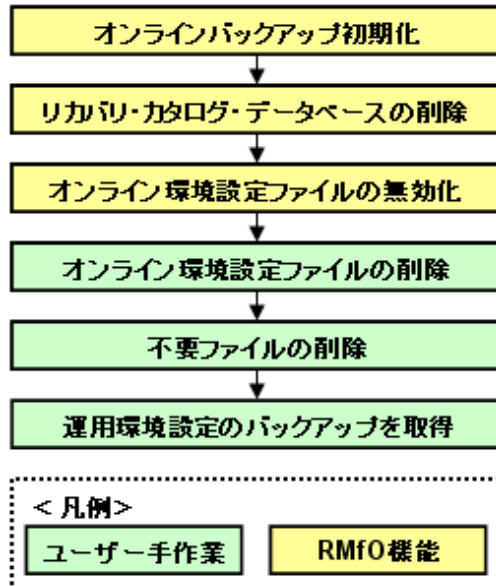 オンラインバックアップ初期化
リカバリ・カタログ・データベースの削除
オンライン環境設定ファイルの無効化
オンライン環境設定ファイルの削除
不要ファイルの削除
運用環境設定のバックアップを取得
< 凡例>
ユーザー手作業
RMfO機能